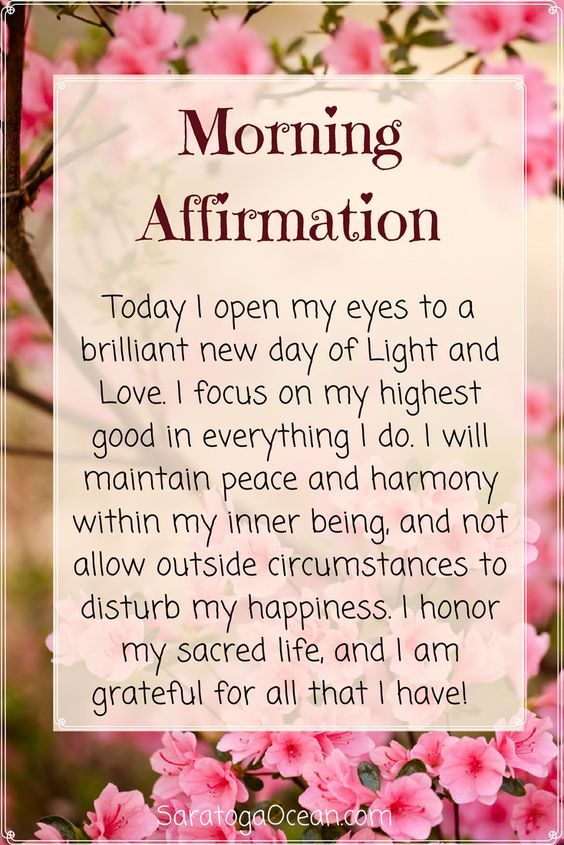 Morning
Affirmation
Today I open my eyes to a
brilliant new day of Light and
Love. I focus on my highest
good in everything I do. I will
maintain peace and harmony
within my inner being, and not
allow outside circumstances to
disturb my happiness. I honor
my sacred life, and I am
grateful for all that I have!
SaratogaOcean.com